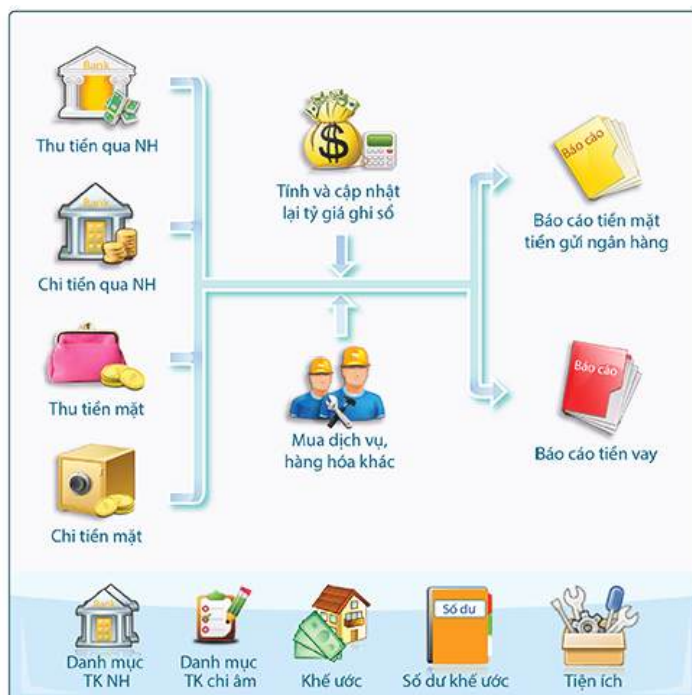 Bank
Thu tiền qua NH
Bank
Chi tiền qua NH
Thu tiền mặt
Chi tiền mặt
Tính và cập nhật
lại tỷ giá ghi sổ
Mua dịch vụ,
hàng hóa khác
Báo cáo
Báo cáo tiền mặt
tiền gửi ngân hàng
Báo cáo
Báo cáo tiền vay
Bank
Danh mục
TK NH
Danh mục
TK chi âm
Khế ước
Số dư
Số dư khế ước
Tiện ích